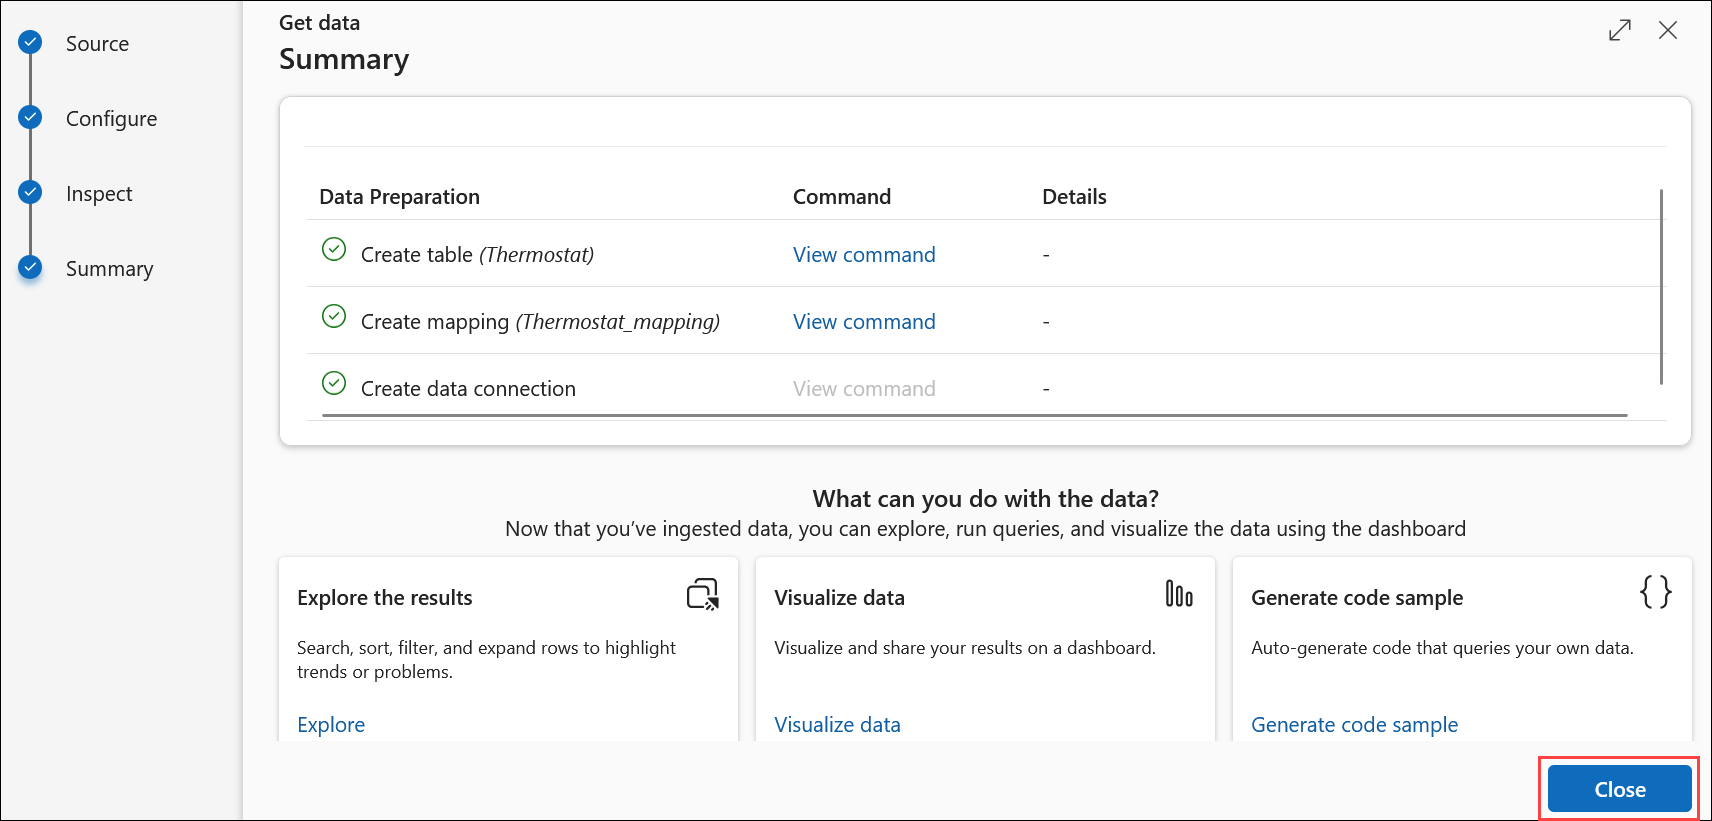 Source
Configure
Inspect
Summary
Get data
Summary
Data Preparation Command Details
Create table (Thermostat) View command -
Create mapping (Thermostat_mapping) View command -
Create data connection View command -
What can you do with the data?
Now that you've ingested data, you can explore, run queries, and visualize the data using the dashboard
Explore the results
Search, sort, filter, and expand rows to highlight
trends or problems.
Explore
Visualize data
Visualize and share your results on a dashboard.
Visualize data
Generate code sample
Auto-generate code that queries your own data.
Generate code sample
Close